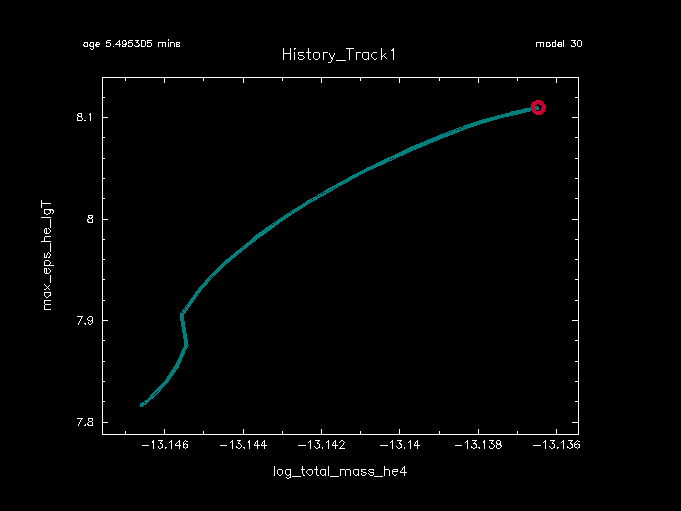 age 5.495305 mins
model 30
History_Track1
8.1
8
7.9
7.8
max_eps_he_lgT
-13.146
-13.144
-13.142
-13.14
-13.138
-13.136
log_total_mass_he4